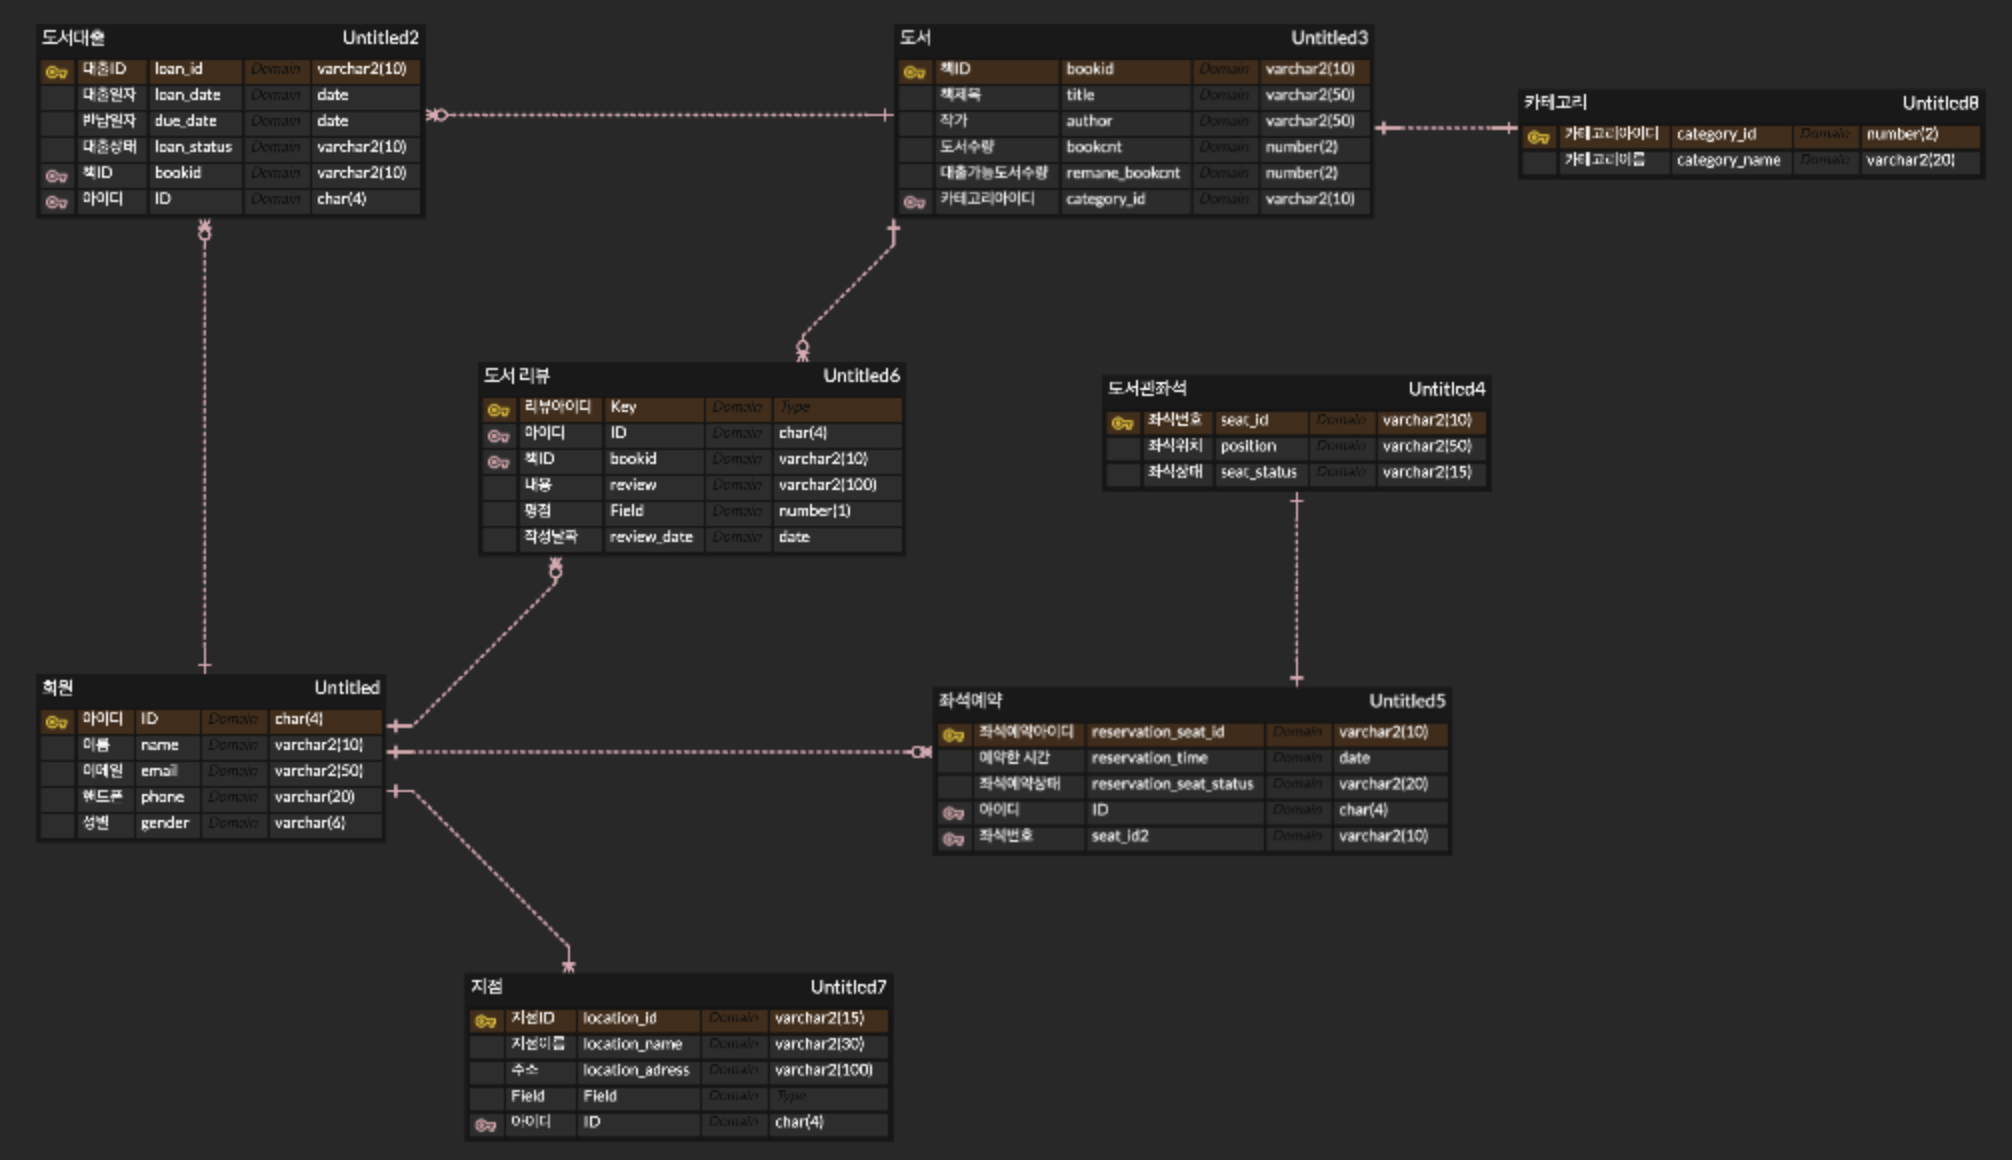 도서대출 Untitled2
대출ID loan_id Domain varchar2(10)
대출일자 loan_date Domain date
반납일자 due_date Domain date
대출상태 loan_status Domain varchar2(10)
책ID bookid Domain varchar2(10)
아이디 ID Domain char(4)
도서 Untitled3
책ID bookid Domain varchar2(10)
책제목 title Domain varchar2(50)
작가 author Domain varchar2(50)
도서수량 bookcnt Domain number(2)
대출가능도서수량 remane_bookcnt Domain number(2)
카테고리아이디 category_id Domain varchar2(10)
카테고리 Untitled8
카테고리아이디 category_id Domain number(2)
카테고리이름 category_name Domain varchar2(20)
도서 리뷰 Untitled6
리뷰아이디 Key Domain Type
아이디 ID Domain char(4)
책ID bookid Domain varchar2(10)
내용 review Domain varchar2(100)
평점 Field Domain number(1)
작성날짜 review_date Domain date
도서관좌석 Untitled4
좌석번호 seat_id Domain varchar2(10)
좌석위치 position Domain varchar2(50)
좌석상태 seat_status Domain varchar2(15)
회원 Untitled
아이디 ID Domain char(4)
이름 name Domain varchar2(10)
이메일 email Domain varchar2(50)
핸드폰 phone Domain varchar(20)
성별 gender Domain varchar(6)
좌석예약 Untitled5
좌석예약아이디 reservation_seat_id Domain varchar2(10)
예약한 시간 reservation_time Domain date
좌석예약상태 reservation_seat_status Domain varchar2(20)
아이디 ID Domain char(4)
좌석번호 seat_id2 Domain varchar2(10)
지점 Untitled7
지점ID location_id Domain varchar2(15)
지점이름 location_name Domain varchar2(30)
주소 location_adress Domain varchar2(100)
Field Field Domain Type
아이디 ID Domain char(4)